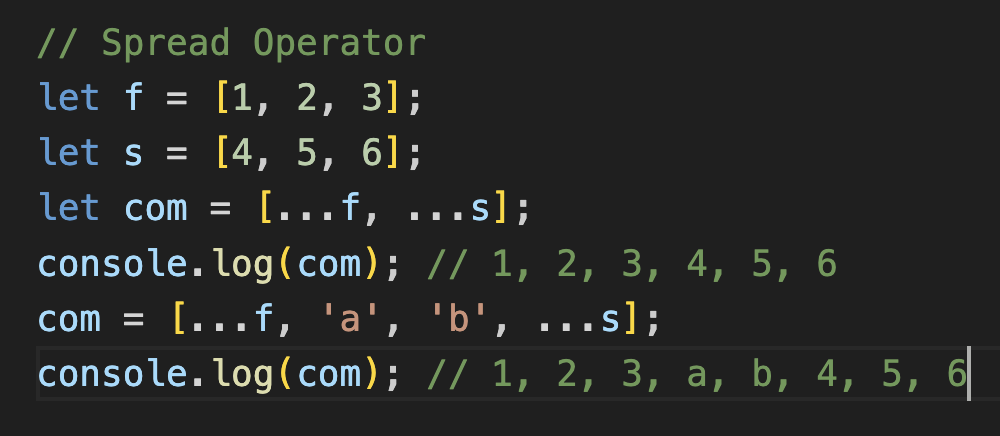 // Spread Operator
let f = [1, 2, 3];
let s = [4, 5, 6];
let com = [...f, ...s];
console.log(com); // 1, 2, 3, 4, 5, 6
com = [...f, 'a', 'b', ...s];
console.log(com); // 1, 2, 3, a, b, 4, 5, 6